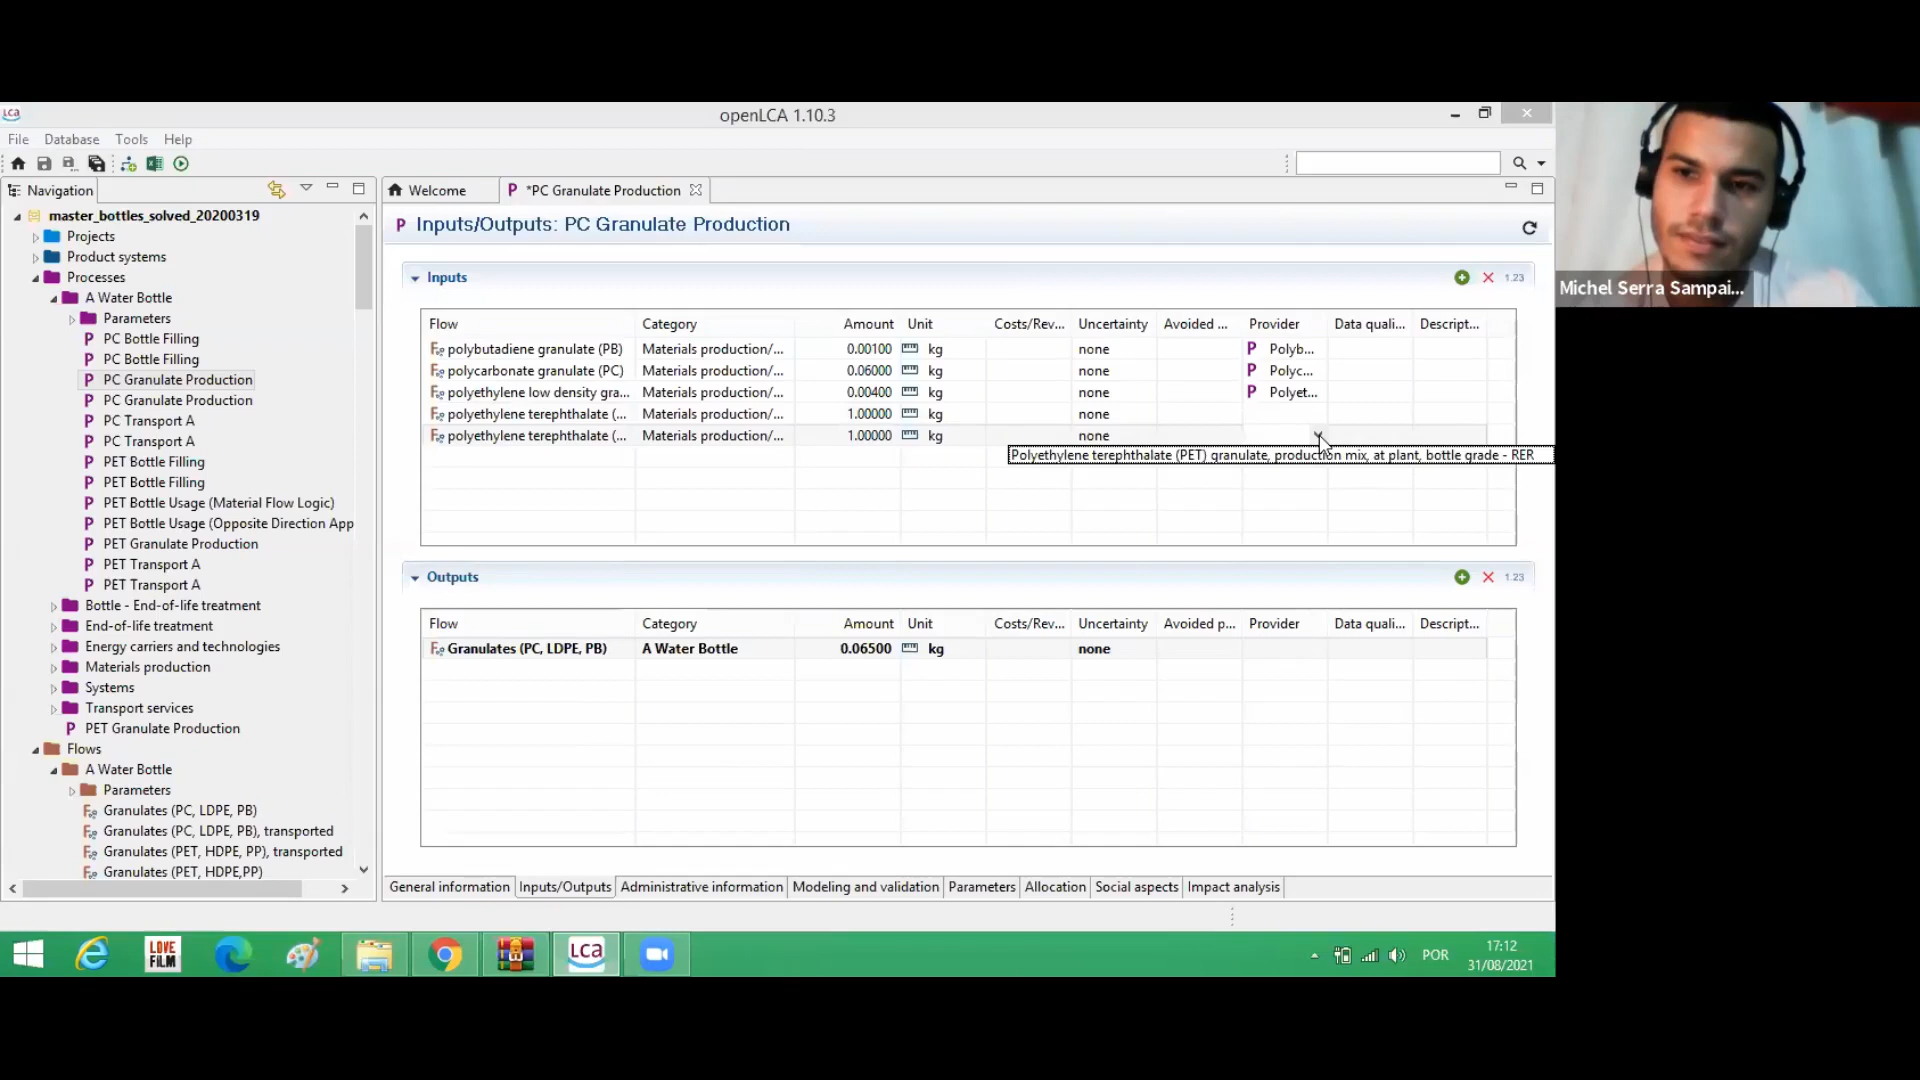 openLCA 1.10.3
File Database Tools Help
Navigation
Welcome
*PC Granulate Production
master_bottles_solved_20200319
Projects
Product systems
Processes
A Water Bottle
Parameters
PC Bottle Filling
PC Bottle Filling
PC Granulate Production
PC Granulate Production
PC Transport A
PC Transport A
PET Bottle Filling
PET Bottle Filling
PET Bottle Usage (Material Flow Logic)
PET Bottle Usage (Opposite Direction App
PET Granulate Production
PET Transport A
PET Transport A
Bottle - End-of-life treatment
End-of-life treatment
Energy carriers and technologies
Materials production
Systems
Transport services
PET Granulate Production
Flows
A Water Bottle
Parameters
Granulates (PC, LDPE, PB)
Granulates (PC, LDPE, PB), transported
Granulates (PET, HDPE, PP), transported
Granulates (PET, HDPE,PP)
P Inputs/Outputs: PC Granulate Production
Inputs
1.23
Flow Category Amount Unit Costs/Rev... Uncertainty Avoided ... Provider Data quali... Descript...
polybutadiene granulate (PB) Materials production/... 0.00100 kg none P Polyb...
polycarbonate granulate (PC) Materials production/... 0.06000 kg none P Polyc...
polyethylene low density gra... Materials production/... 0.00400 kg none P Polyet...
polyethylene terephthalate (... Materials production/... 1.00000 kg none
polyethylene terephthalate (... Materials production/... 1.00000 kg none
Polyethylene terephthalate (PET) granulate, production mix, at plant, bottle grade - RER
Outputs
1.23
Flow Category Amount Unit Costs/Rev... Uncertainty Avoided p... Provider Data quali... Descript...
Granulates (PC, LDPE, PB) A Water Bottle 0.06500 kg none
General information Inputs/Outputs Administrative information Modeling and validation Parameters Allocation Social aspects Impact analysis
LOVE FILM
LCA
POR
17:12
31/08/2021
Michel Serra Sampai...